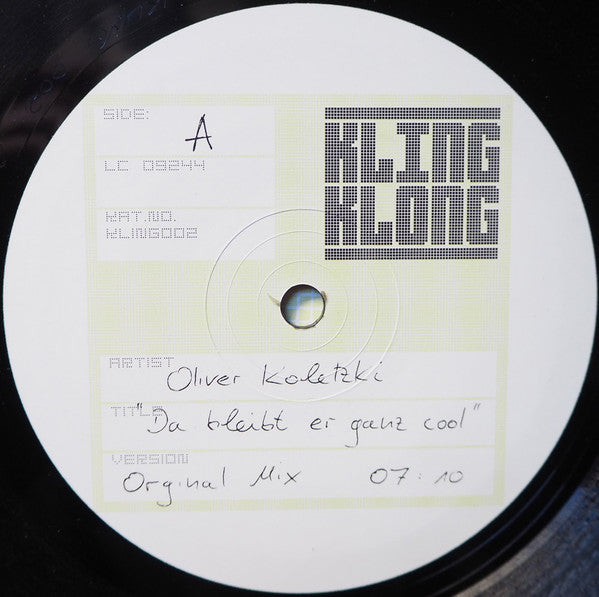 SIDE:
A
LC 09244
KAT.NO.
KLING002
KLING
KLONG
ARTIST
Oliver Koletzki
TITLE
"Da bleibt er ganz cool"
VERSION
Orginal Mix 07:10